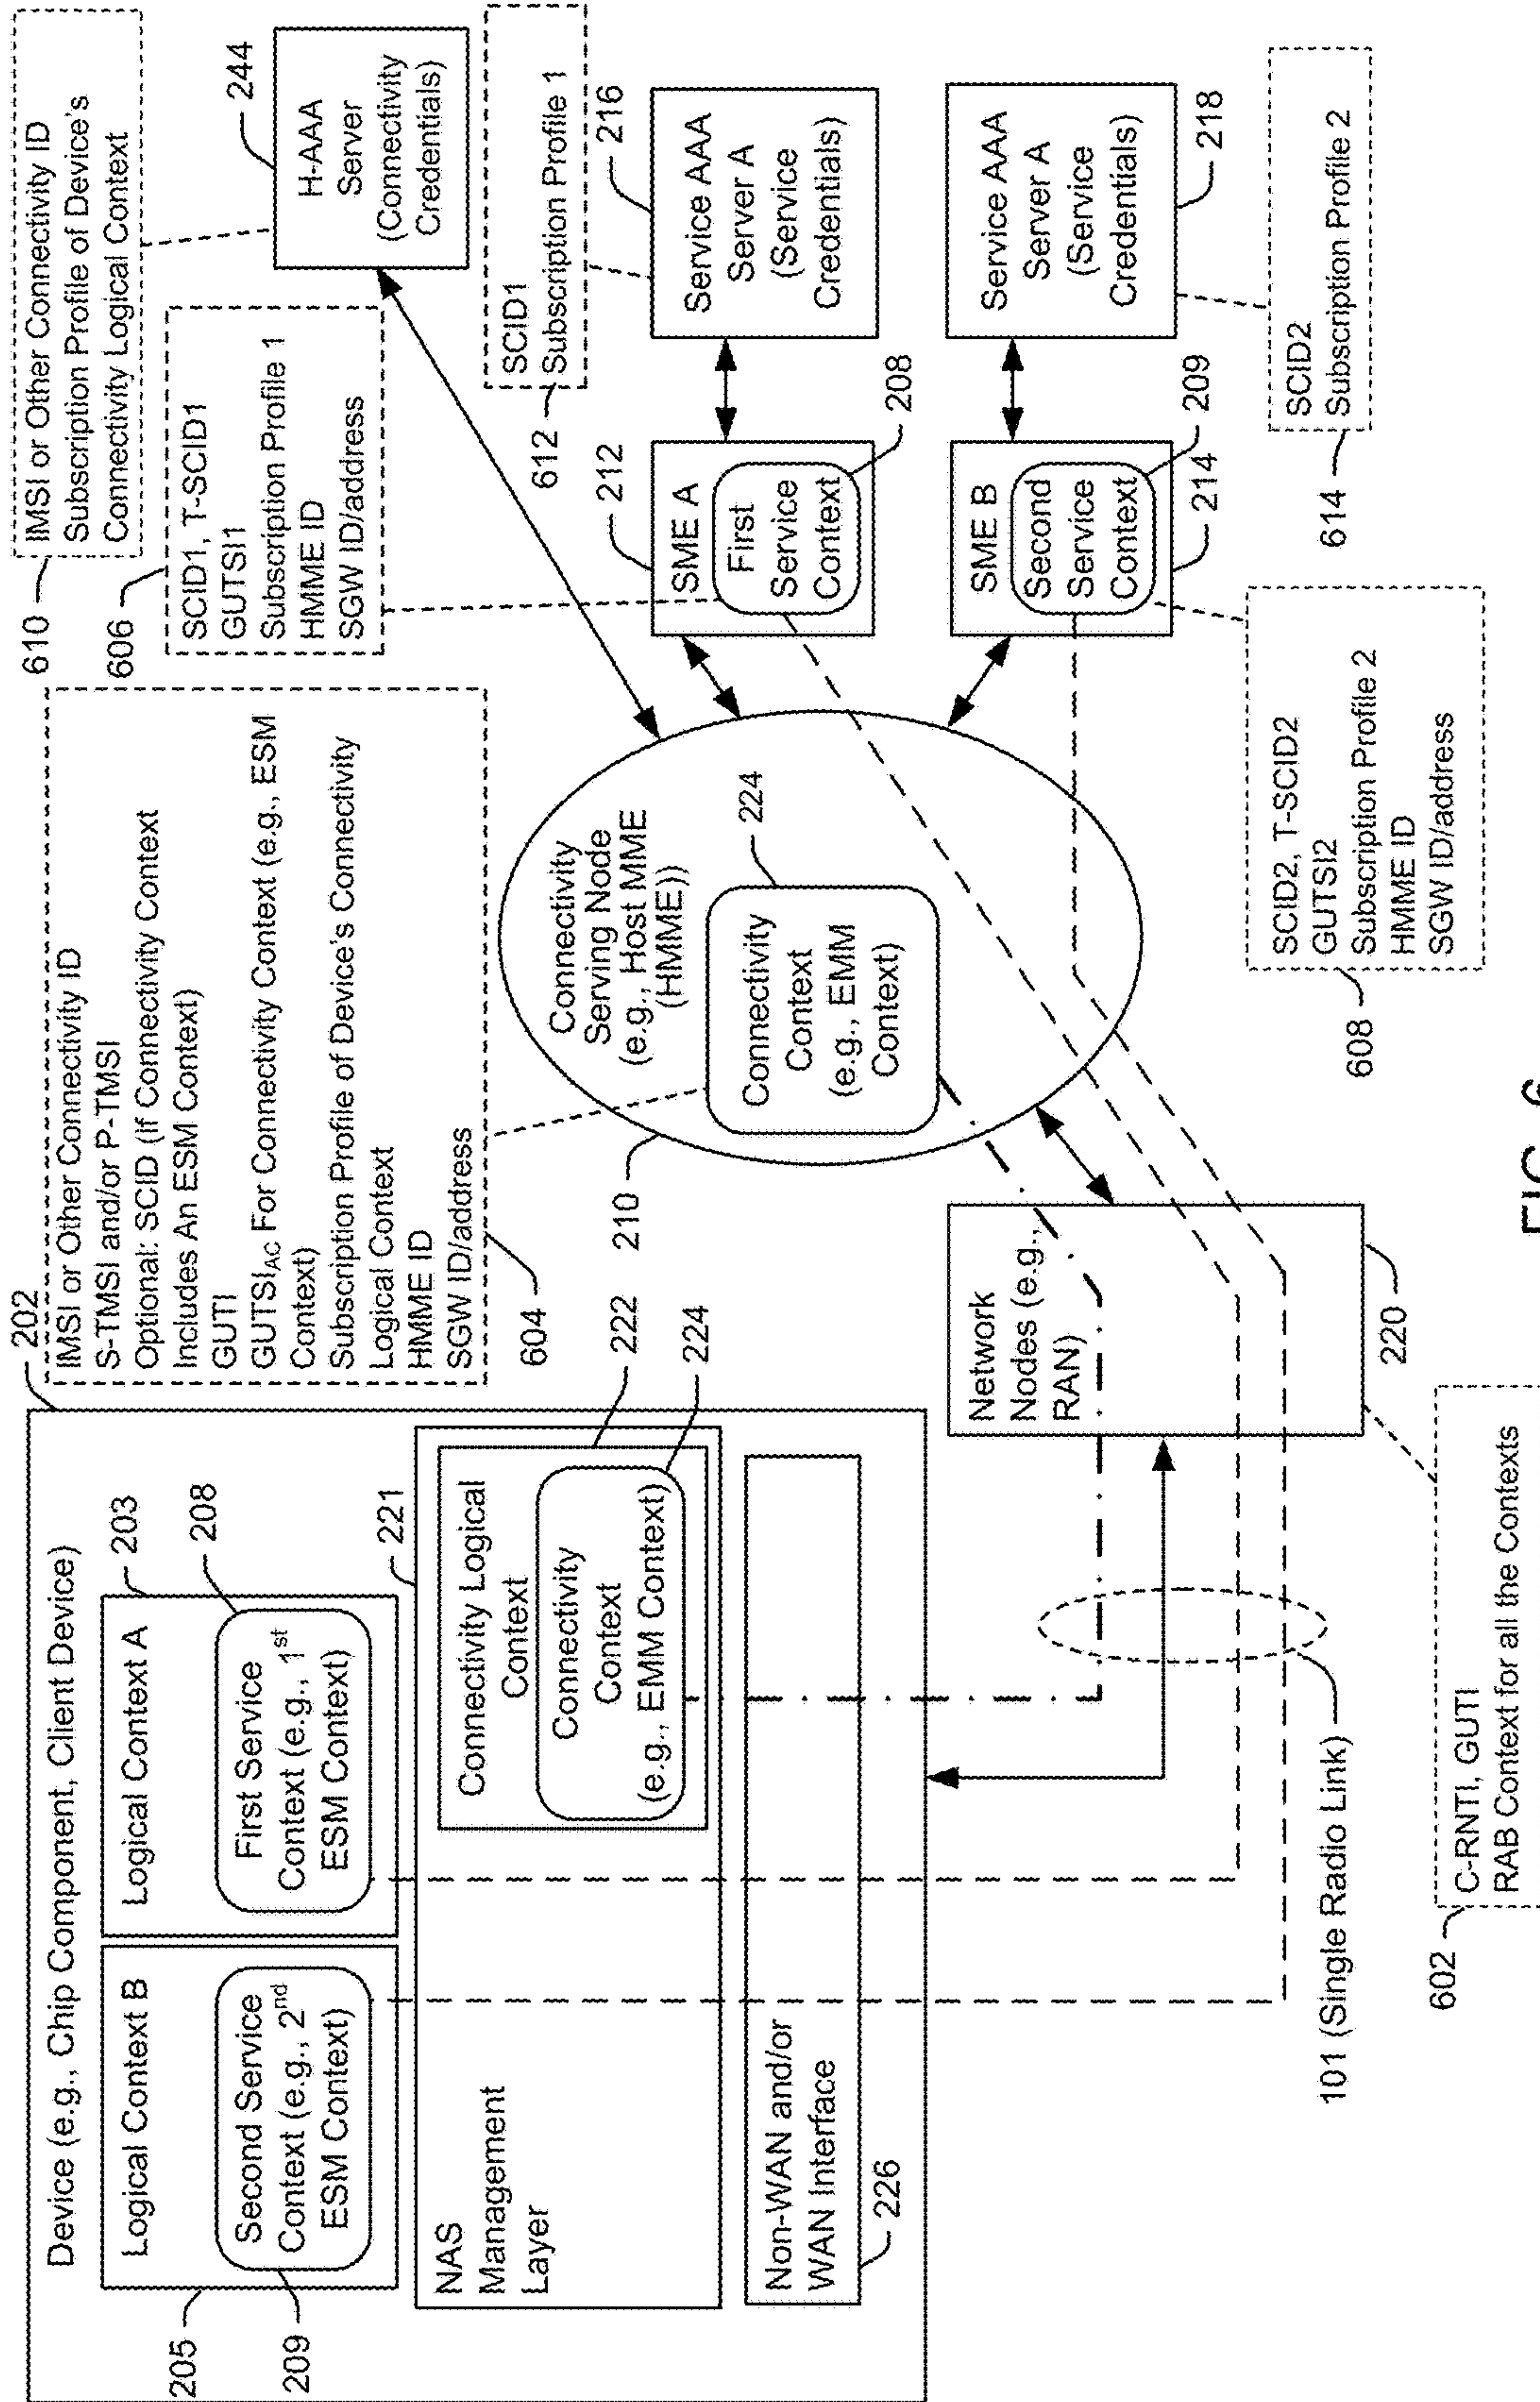 202
Device (e.g., Chip Component, Client Device)
Logical Context B
Second Service
Context (e.g., 2nd
ESM Context)
205
209
Logical Context A
First Service
Context (e.g., 1st
ESM Context)
203
208
221
NAS
Management
Layer
Connectivity Logical
Context
Connectivity
Context
(e.g., EMM Context)
222
224
Non-WAN and/or
WAN Interface
226
IMSI or Other Connectivity ID
S-TMSI and/or P-TMSI
Optional: SCID (If Connectivity Context
Includes An ESM Context)
GUTI
GUTSIAC For Connectivity Context (e.g., ESM
Context)
Subscription Profile of Device's Connectivity
Logical Context
HMME ID
SGW ID/address
604
210
Connectivity
Serving Node
(e.g., Host MME
(HMME))
Connectivity
Context
(e.g., EMM
Context)
224
610
IMSI or Other Connectivity ID
Subscription Profile of Device's
Connectivity Logical Context
606
SCID1, T-SCID1
GUTSI1
Subscription Profile 1
HMME ID
SGW ID/address
244
H-AAA
Server
(Connectivity
Credentials)
SCID1
Subscription Profile 1
612
212
SME A
First
Service
Context
208
216
Service AAA
Server A
(Service
Credentials)
SME B
Second
Service
Context
209
214
Service AAA
Server A
(Service
Credentials)
218
SCID2, T-SCID2
GUTSI2
Subscription Profile 2
HMME ID
SGW ID/address
608
SCID2
Subscription Profile 2
614
Network
Nodes (e.g.,
RAN)
220
101 (Single Radio Link)
602
C-RNTI, GUTI
RAB Context for all the Contexts